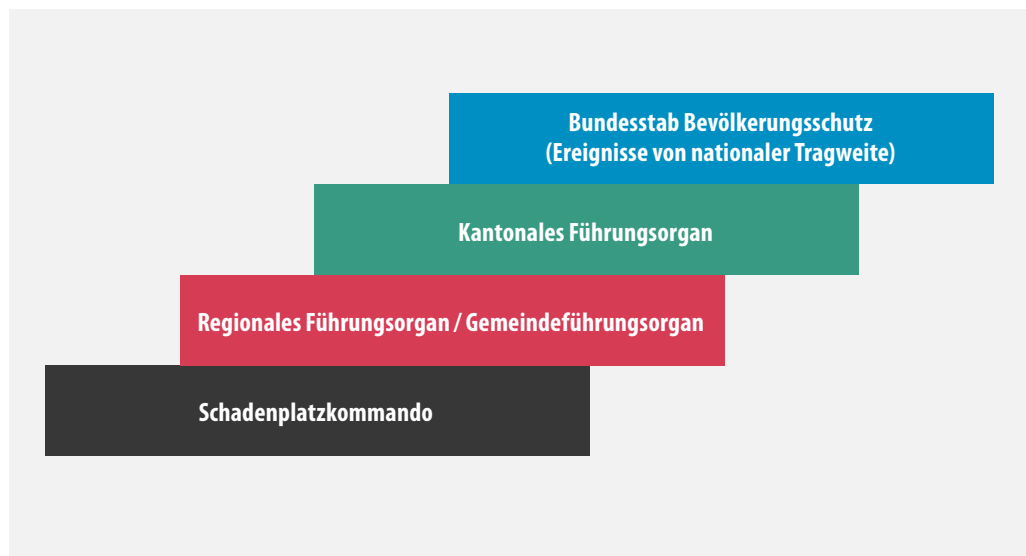 Bundesstab Bevölkerungsschutz
(Ereignisse von nationaler Tragweite)
Kantonales Führungsorgan
Regionales Führungsorgan / Gemeindeführungsorgan
Schadenplatzkommando